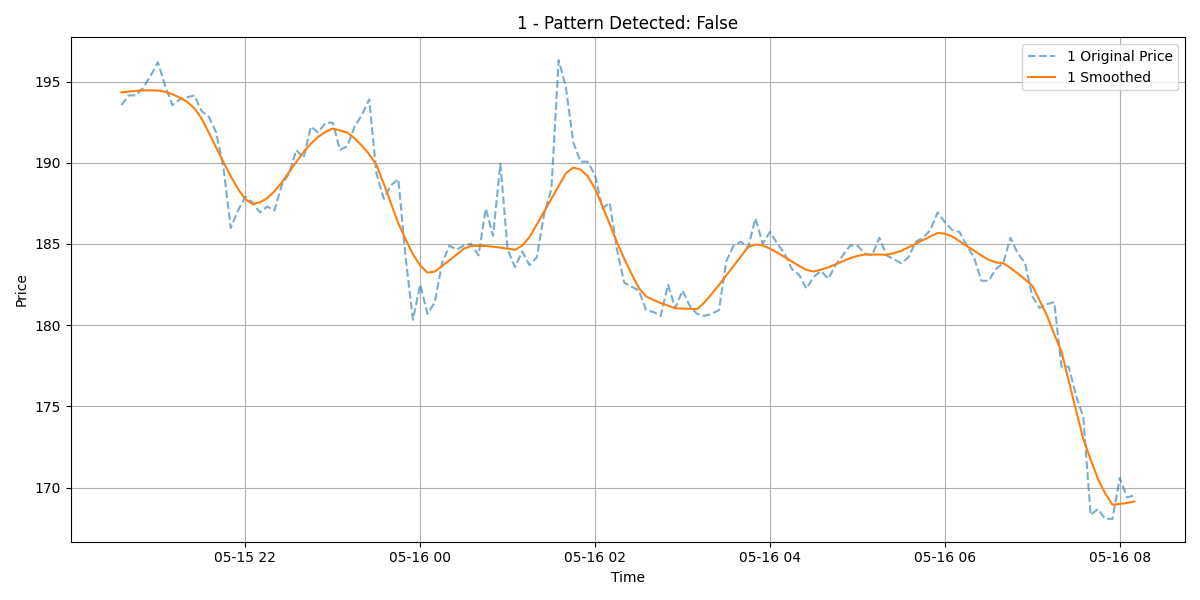 1 - Pattern Detected: False
1 Original Price
1 Smoothed
195
190
185
180
175
170
Price
05-15 22
05-16 00
05-16 02
05-16 04
05-16 06
05-16 08
Time